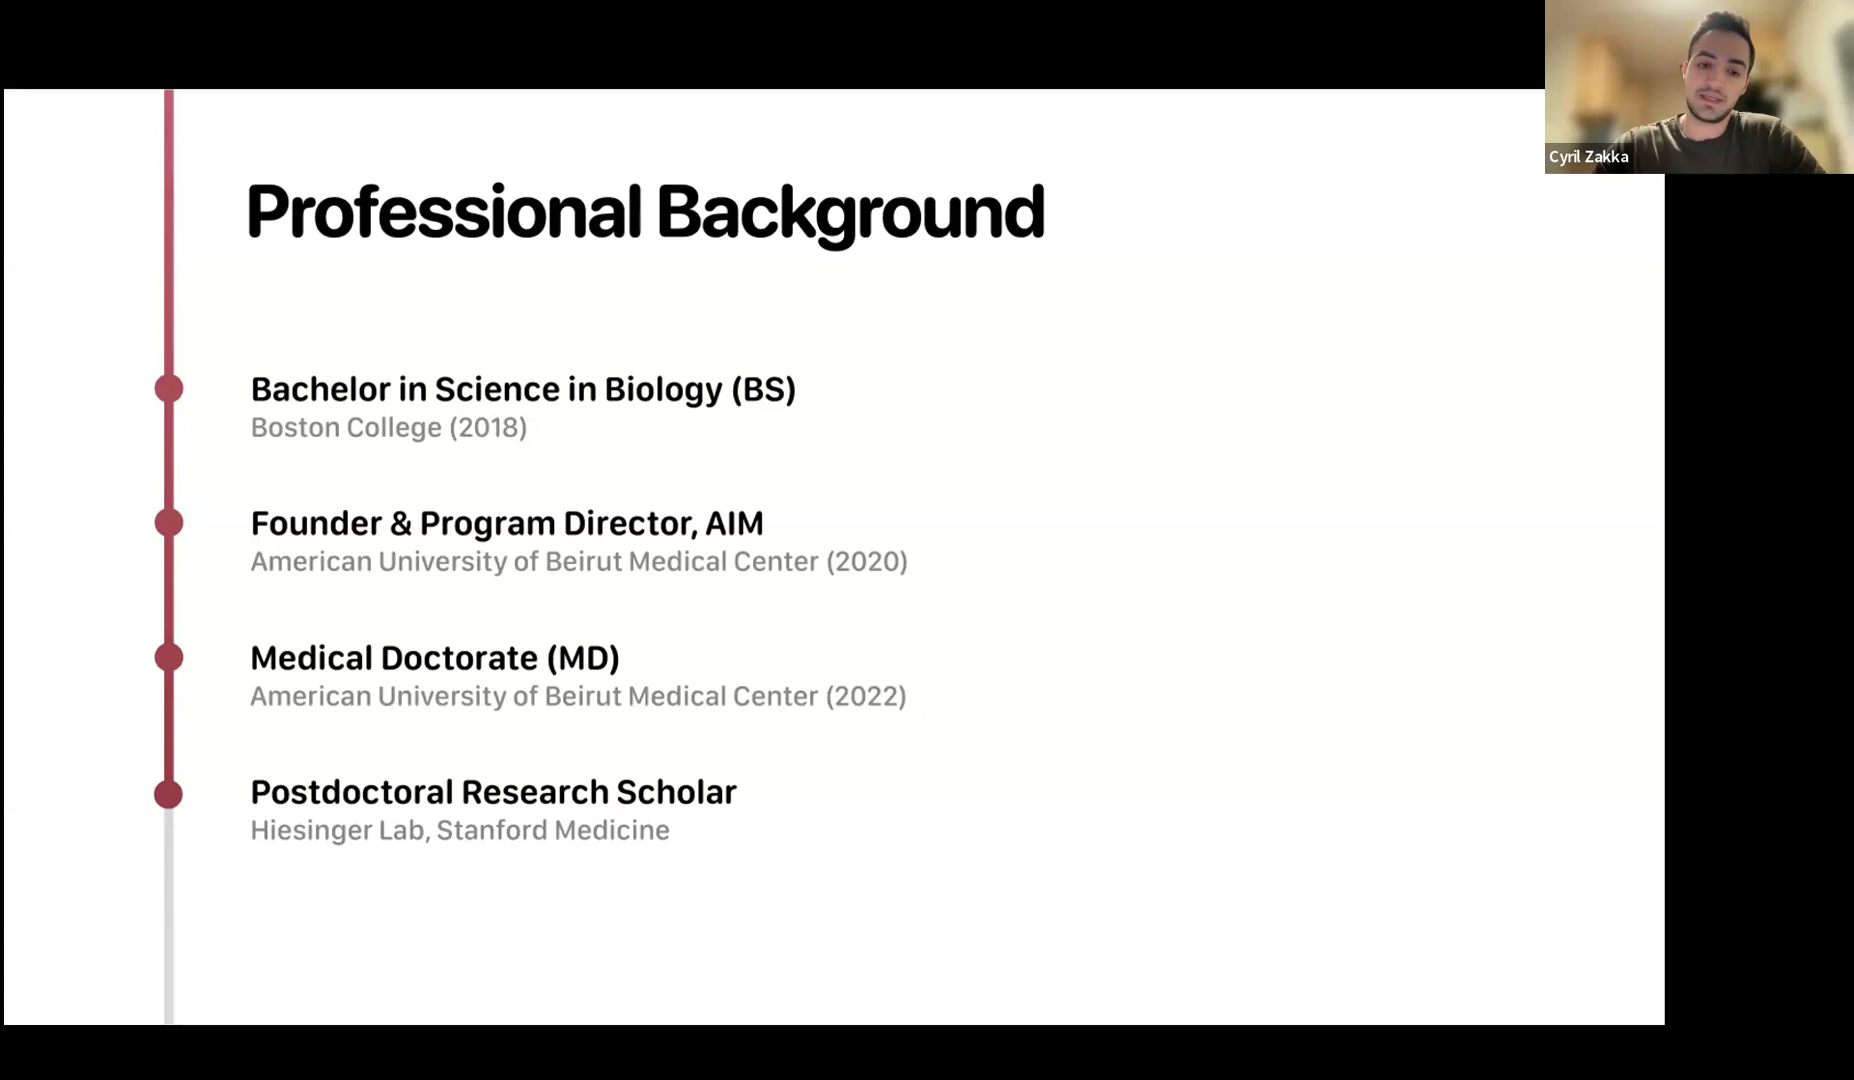 Cyril Zakka
Professional Background
Bachelor in Science in Biology (BS)
Boston College (2018)
Founder & Program Director, AIM
American University of Beirut Medical Center (2020)
Medical Doctorate (MD)
American University of Beirut Medical Center (2022)
Postdoctoral Research Scholar
Hiesinger Lab, Stanford Medicine